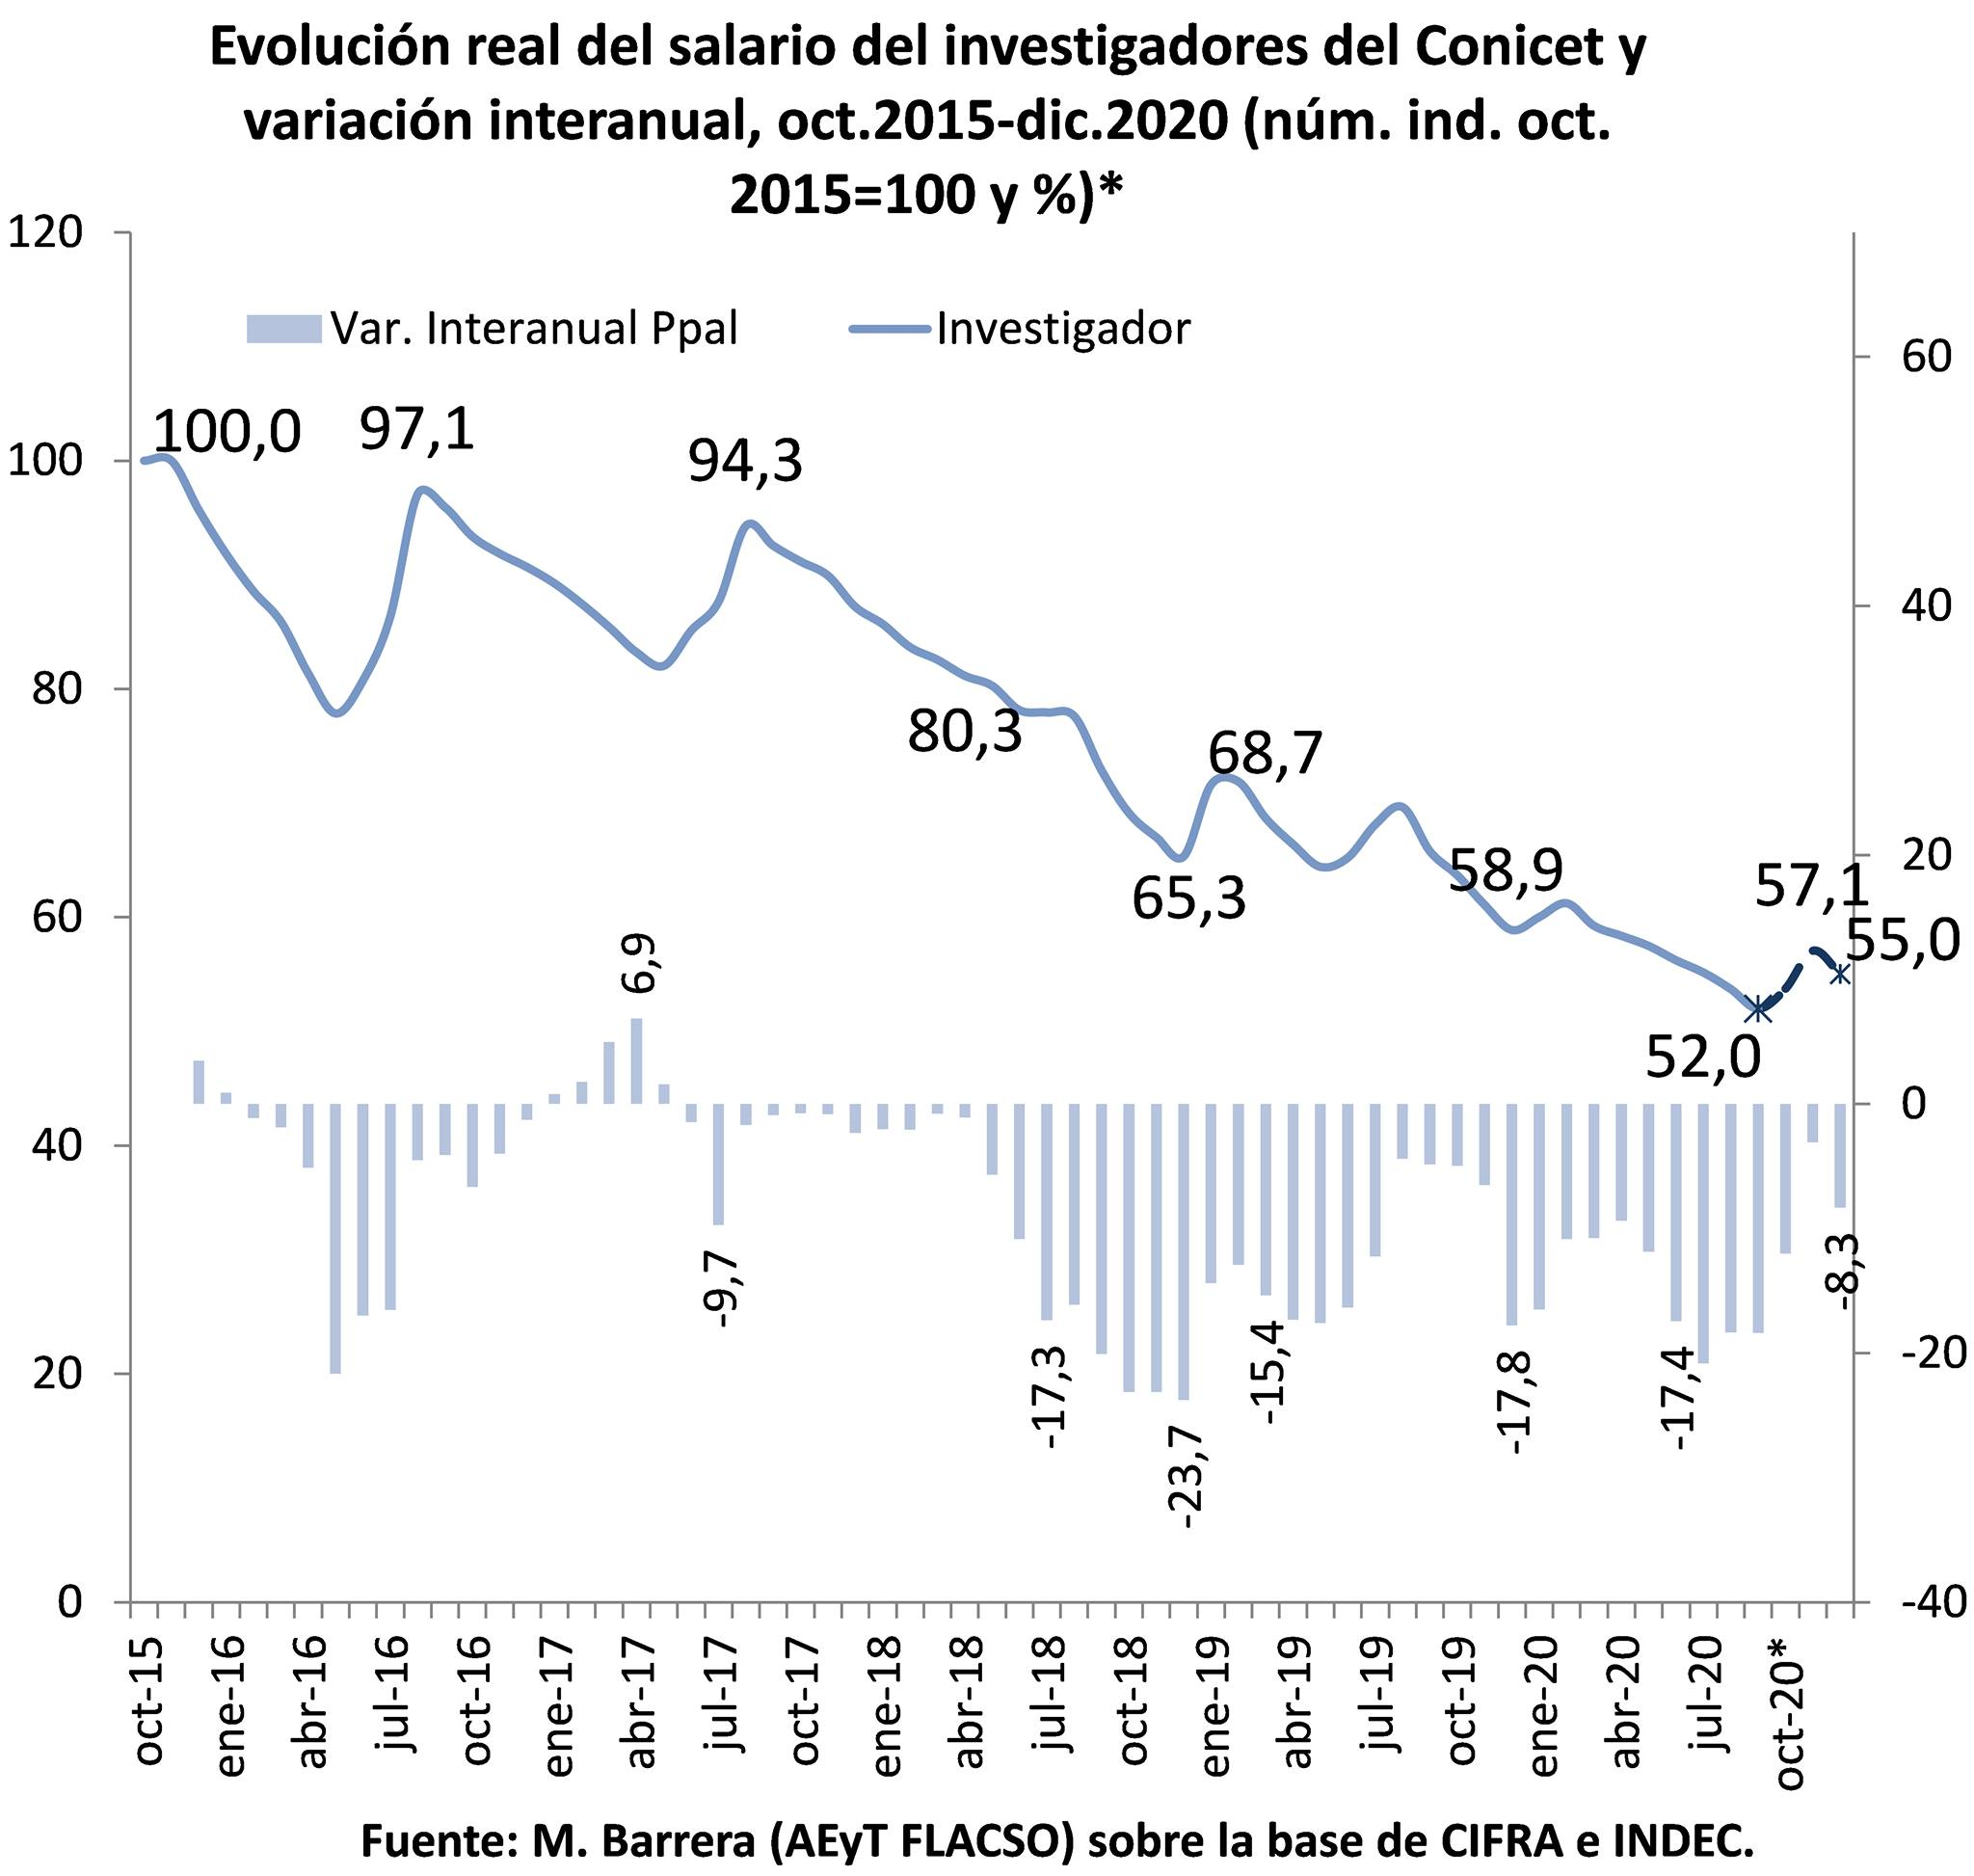 Evolución real del salario del investigadores del Conicet y
variación interanual, oct.2015-dic.2020 (núm. ind. oct.
2015=100 y %)*
120
100
80
60
40
20
0
60
40
20
0
-20
-40
Var. Interanual Ppal
Investigador
100,0
97,1
94,3
80,3
65,3
68,7
58,9
52,0
57,1
55,0
6,9
-9,7
-17,3
-23,7
-15,4
-17,8
-17,4
-8,3
oct-15
ene-16
abr-16
jul-16
oct-16
ene-17
abr-17
jul-17
oct-17
ene-18
abr-18
jul-18
oct-18
ene-19
abr-19
jul-19
oct-19
ene-20
abr-20
jul-20
oct-20*
Fuente: M. Barrera (AEyT FLACSO) sobre la base de CIFRA e INDEC.